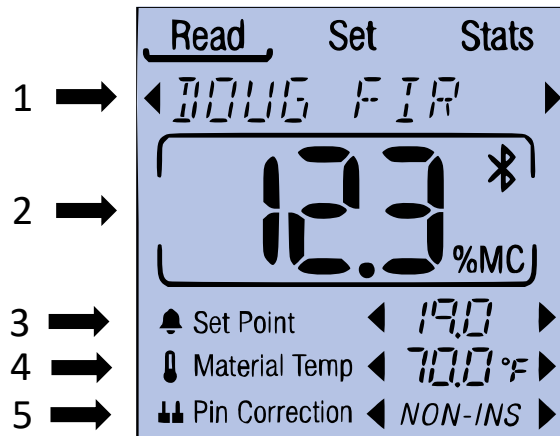 Read Set Stats
1 DOUG FIR
2 12.3 %MC
3 Set Point 19.0
4 Material Temp 70.0 °F
5 Pin Correction NON-INS